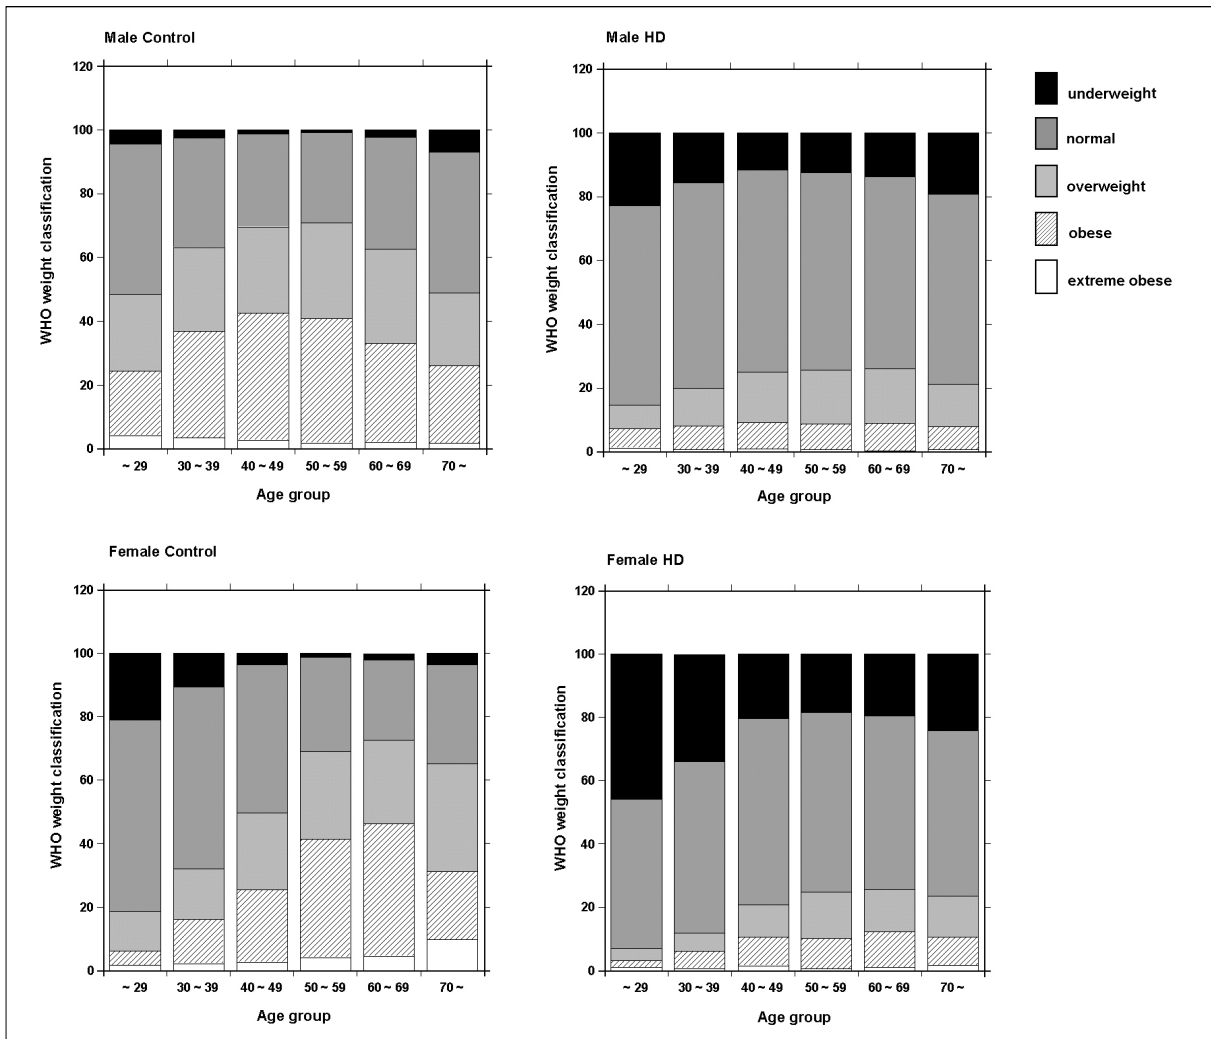 Male Control
120
100
80
60
40
20
0
WHO weight classification
~ 29 30 ~ 39 40 ~ 49 50 ~ 59 60 ~ 69 70 ~
Age group
Male HD
120
100
80
60
40
20
0
WHO weight classification
~ 29 30 ~ 39 40 ~ 49 50 ~ 59 60 ~ 69 70 ~
Age group
underweight
normal
overweight
obese
extreme obese
Female Control
120
100
80
60
40
20
0
WHO weight classification
~ 29 30 ~ 39 40 ~ 49 50 ~ 59 60 ~ 69 70 ~
Age group
Female HD
120
100
80
60
40
20
0
WHO weight classification
~ 29 30 ~ 39 40 ~ 49 50 ~ 59 60 ~ 69 70 ~
Age group